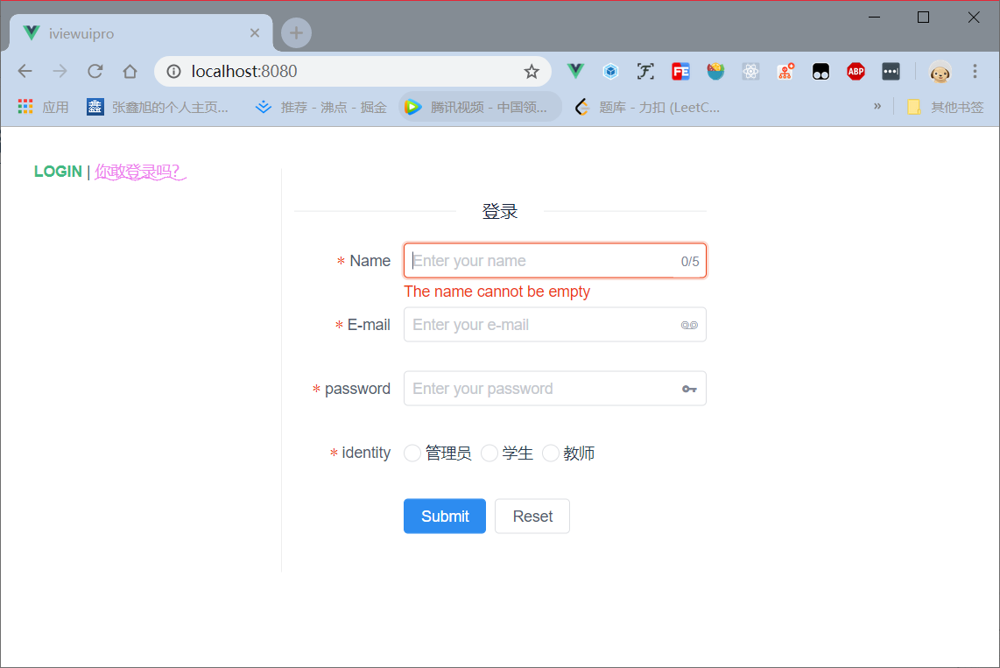 iviewuipro
localhost:8080
应用 张鑫旭的个人主页... 推荐 - 沸点 - 掘金 腾讯视频 - 中国领... 题库 - 力扣 (LeetC... » 其他书签
LOGIN | 你敢登录吗?
登录
* Name Enter your name 0/5
The name cannot be empty
* E-mail Enter your e-mail
* password Enter your password
* identity 管理员 学生 教师
Submit Reset